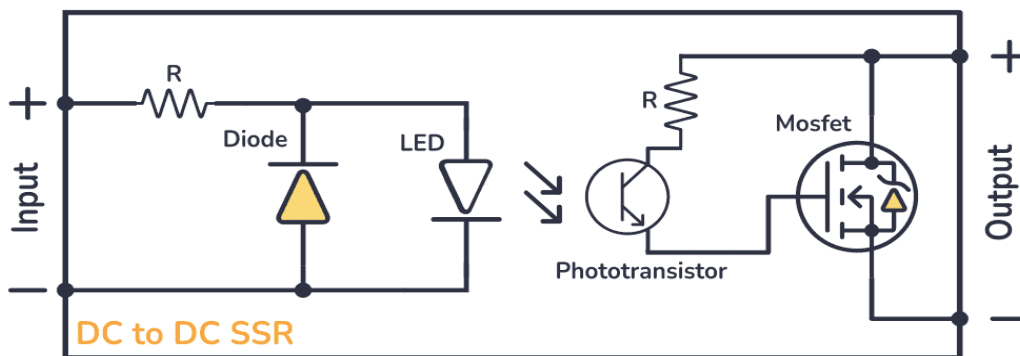 R
Diode
LED
Input
+
−
R
Mosfet
Phototransistor
Output
+
−
DC to DC SSR